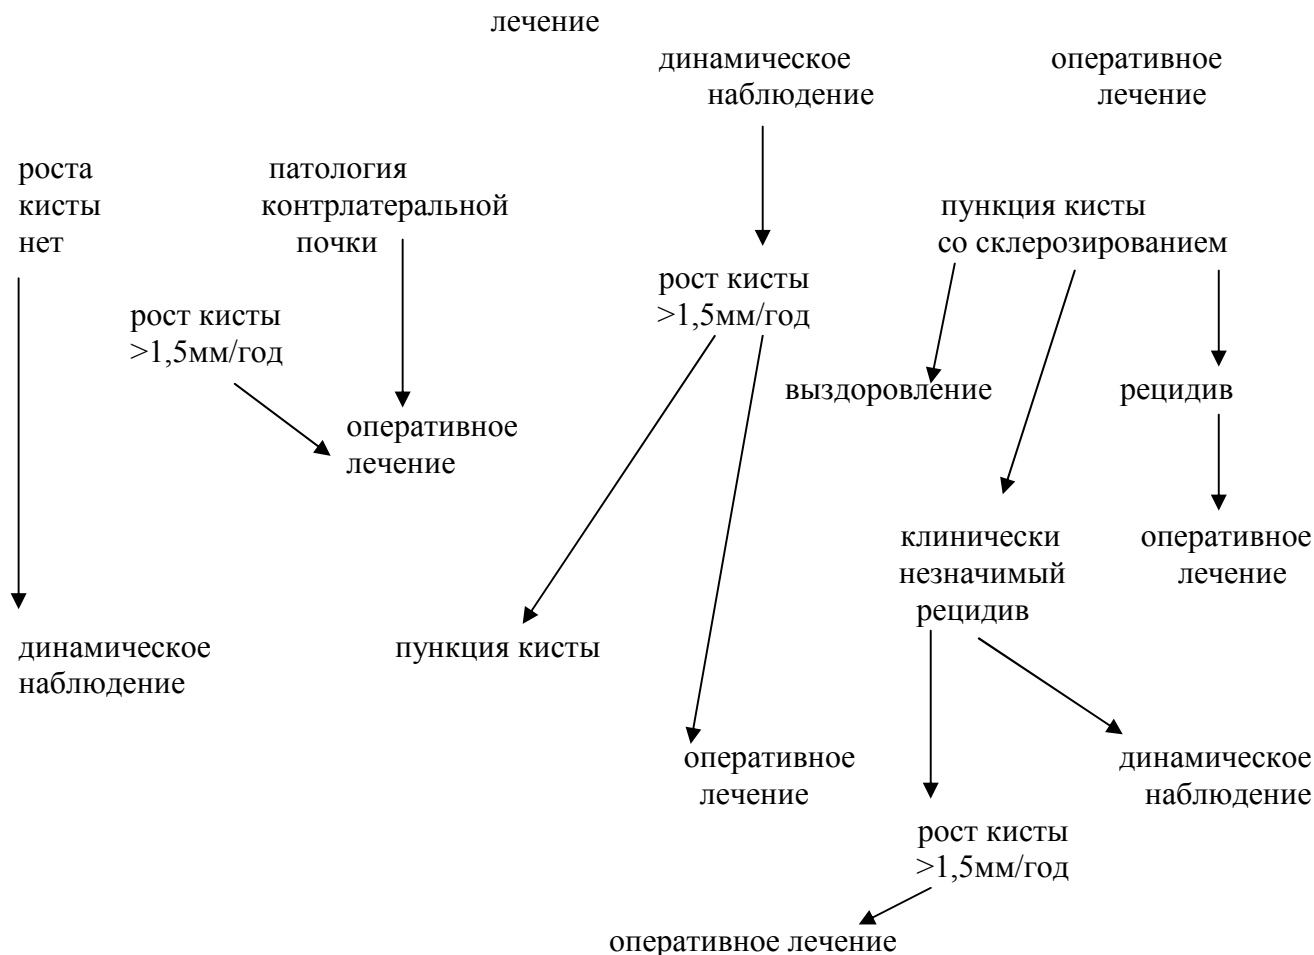 лечение
динамическое
наблюдение
оперативное
лечение
роста
кисты
нет
патология
контрлатеральной
почки
пункция кисты
со склерозированием
рост кисты
>1,5мм/год
рост кисты
>1,5мм/год
выздоровление
рецидив
оперативное
лечение
клинически
незначимый
рецидив
оперативное
лечение
динамическое
наблюдение
пункция кисты
оперативное
лечение
динамическое
наблюдение
рост кисты
>1,5мм/год
оперативное лечение